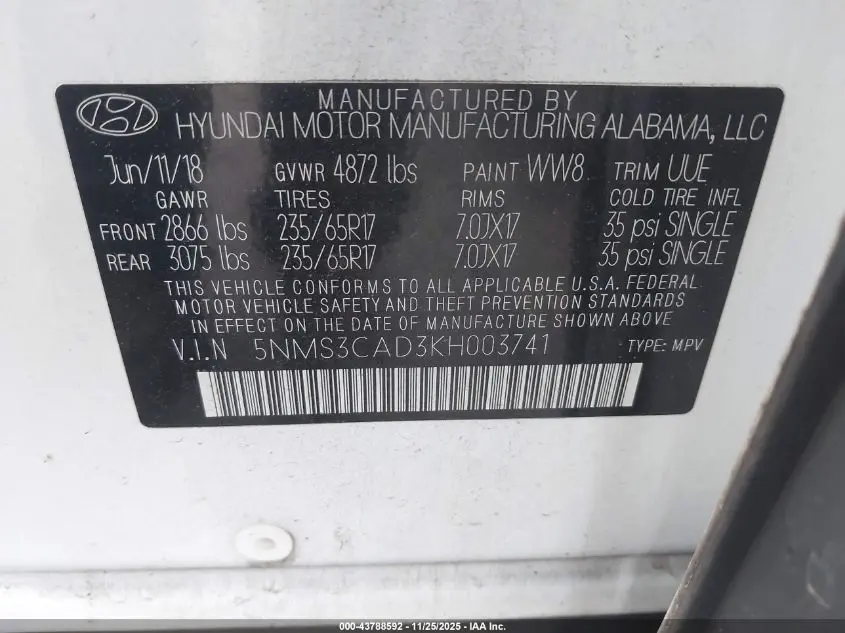 MANUFACTURED BY
HYUNDAI MOTOR MANUFACTURING ALABAMA, LLC
Jun/11/18 GVWR 4872 lbs PAINT WW8 TRIM UUE
GAWR TIRES RIMS COLD TIRE INFL
FRONT 2866 lbs 235/65R17 7.0JX17 35 psi SINGLE
REAR 3075 lbs 235/65R17 7.0JX17 35 psi SINGLE
THIS VEHICLE CONFORMS TO ALL APPLICABLE U.S.A. FEDERAL
MOTOR VEHICLE SAFETY AND THEFT PREVENTION STANDARDS
IN EFFECT ON THE DATE OF MANUFACTURE SHOWN ABOVE
V.I.N 5NMS3CAD3KH003741 TYPE: MPV
000-43788592 - 11/25/2025 - IAA Inc.